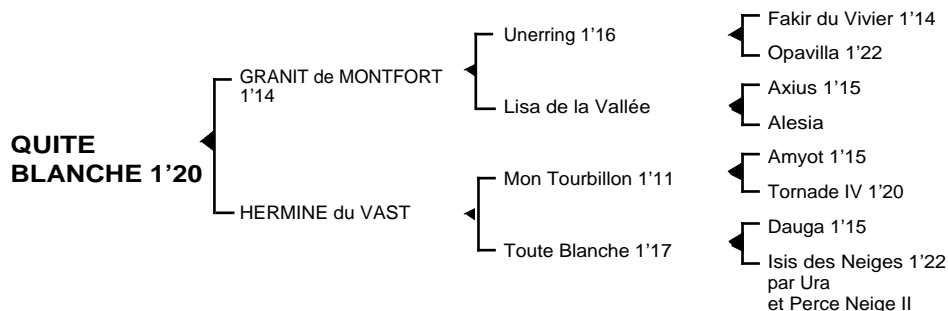 QUITE
BLANCHE 1'20
GRANIT de MONTFORT
1'14
HERMINE du VAST
Unerring 1'16
Lisa de la Vallée
Mon Tourbillon 1'11
Toute Blanche 1'17
Fakir du Vivier 1'14
Opavilla 1'22
Axius 1'15
Alesia
Amyot 1'15
Tornade IV 1'20
Dauga 1'15
Isis des Neiges 1'22
par Ura
et Perce Neige II